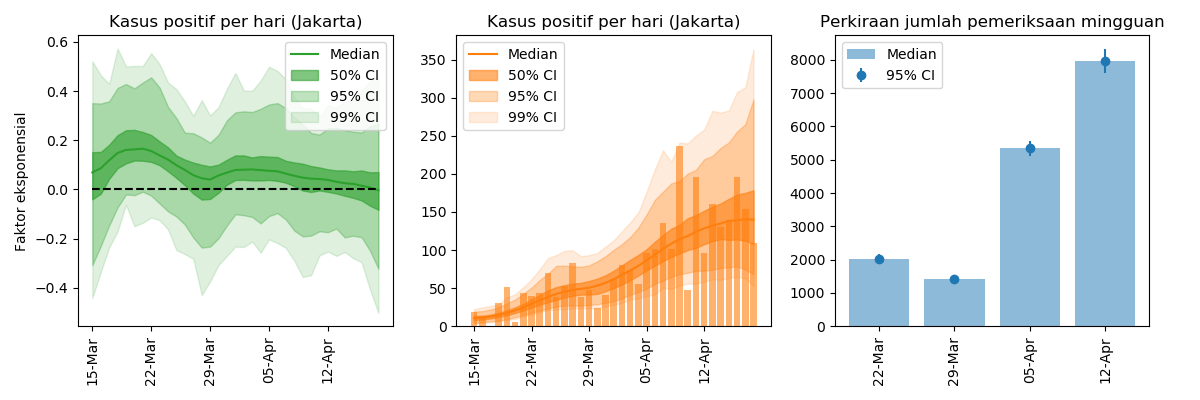 Kasus positif per hari (Jakarta)
Faktor eksponensial
0.6
0.4
0.2
0.0
−0.2
−0.4
Median
50% CI
95% CI
99% CI
15-Mar
22-Mar
29-Mar
05-Apr
12-Apr
Kasus positif per hari (Jakarta)
350
300
250
200
150
100
50
0
Median
50% CI
95% CI
99% CI
15-Mar
22-Mar
29-Mar
05-Apr
12-Apr
Perkiraan jumlah pemeriksaan mingguan
8000
7000
6000
5000
4000
3000
2000
1000
0
Median
95% CI
22-Mar
29-Mar
05-Apr
12-Apr